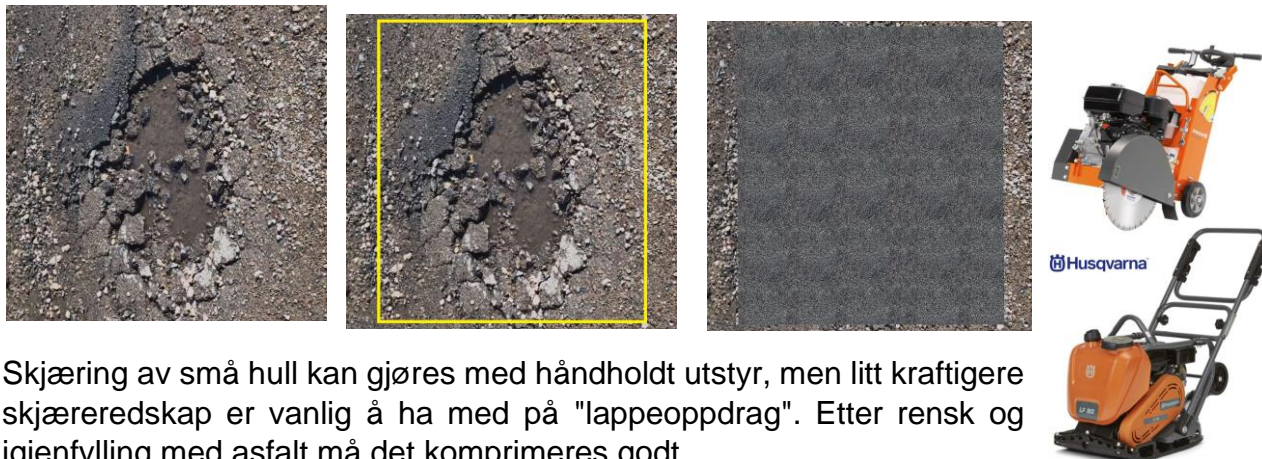 Husqvarna
Skjæring av små hull kan gjøres med håndholdt utstyr, men litt kraftigere
skjæreredskap er vanlig å ha med på "lappeoppdrag". Etter rensk og
igjenfylling med asfalt må det komprimeres godt